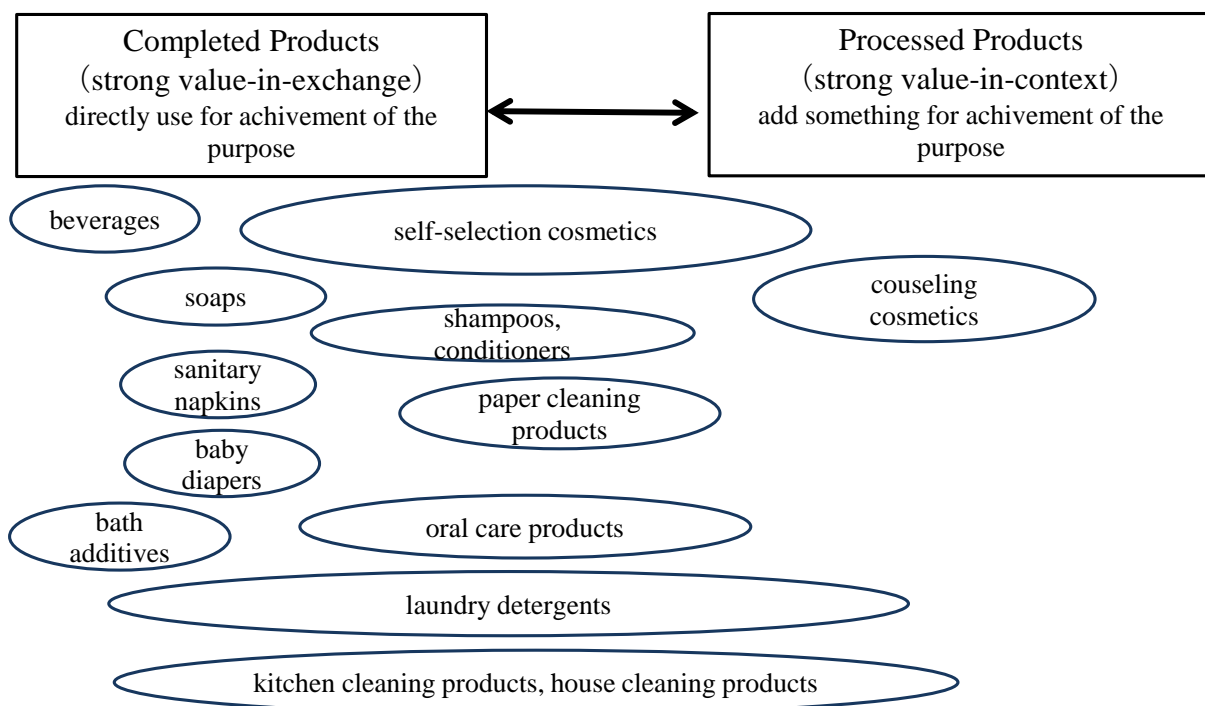 Completed Products
（strong value-in-exchange）
directly use for achivement of the
purpose
Processed Products
（strong value-in-context）
add something for achivement of the
purpose
beverages
self-selection cosmetics
soaps
couseling
cosmetics
shampoos,
conditioners
sanitary
napkins
paper cleaning
products
baby
diapers
bath
additives
oral care products
laundry detergents
kitchen cleaning products, house cleaning products